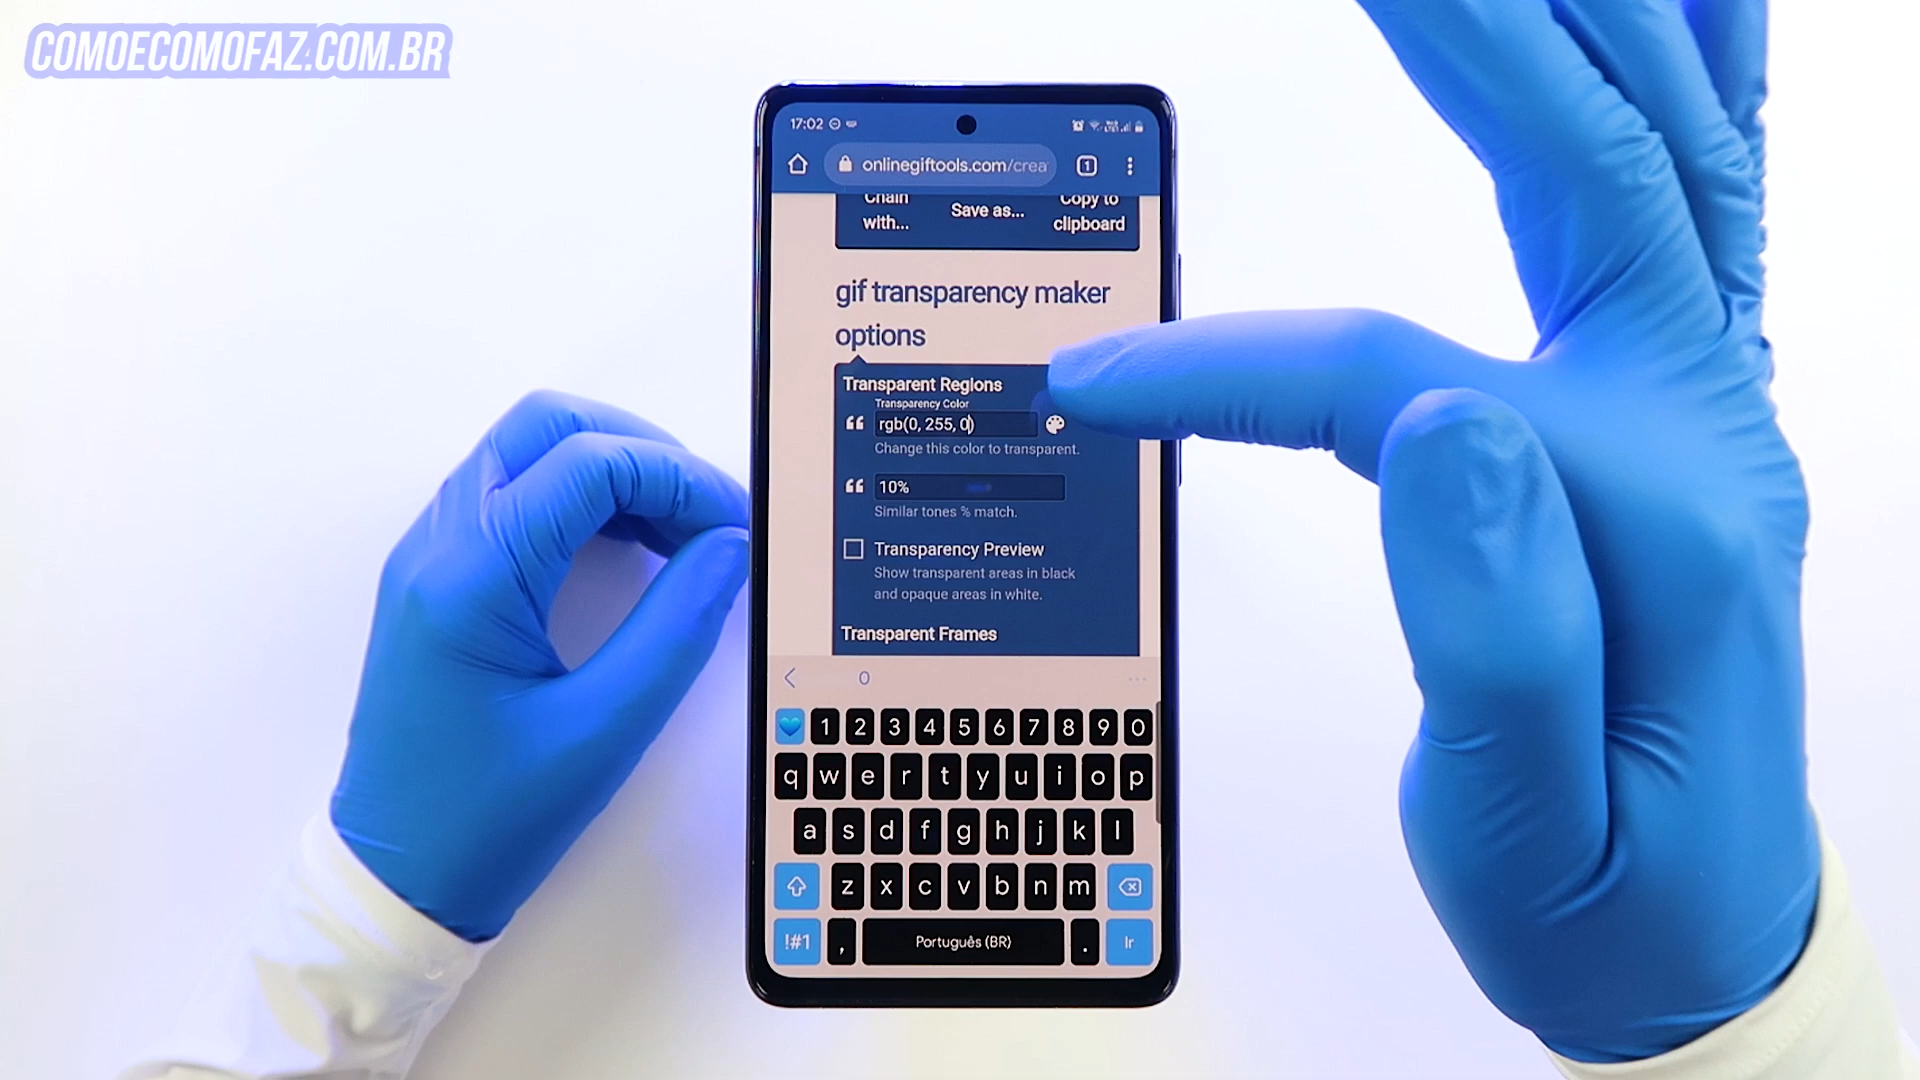 COMOECOMOFAZ.COM.BR
17:02
onlinegiftools.com/crea
1
Chain with...
Save as...
Copy to clipboard
gif transparency maker
options
Transparent Regions
Transparency Color
rgb(0, 255, 0)
Change this color to transparent.
10%
Similar tones % match.
Transparency Preview
Show transparent areas in black
and opaque areas in white.
Transparent Frames
0
1 2 3 4 5 6 7 8 9 0
q w e r t y u i o p
a s d f g h j k l
z x c v b n m
!#1 , Português (BR) . Ir